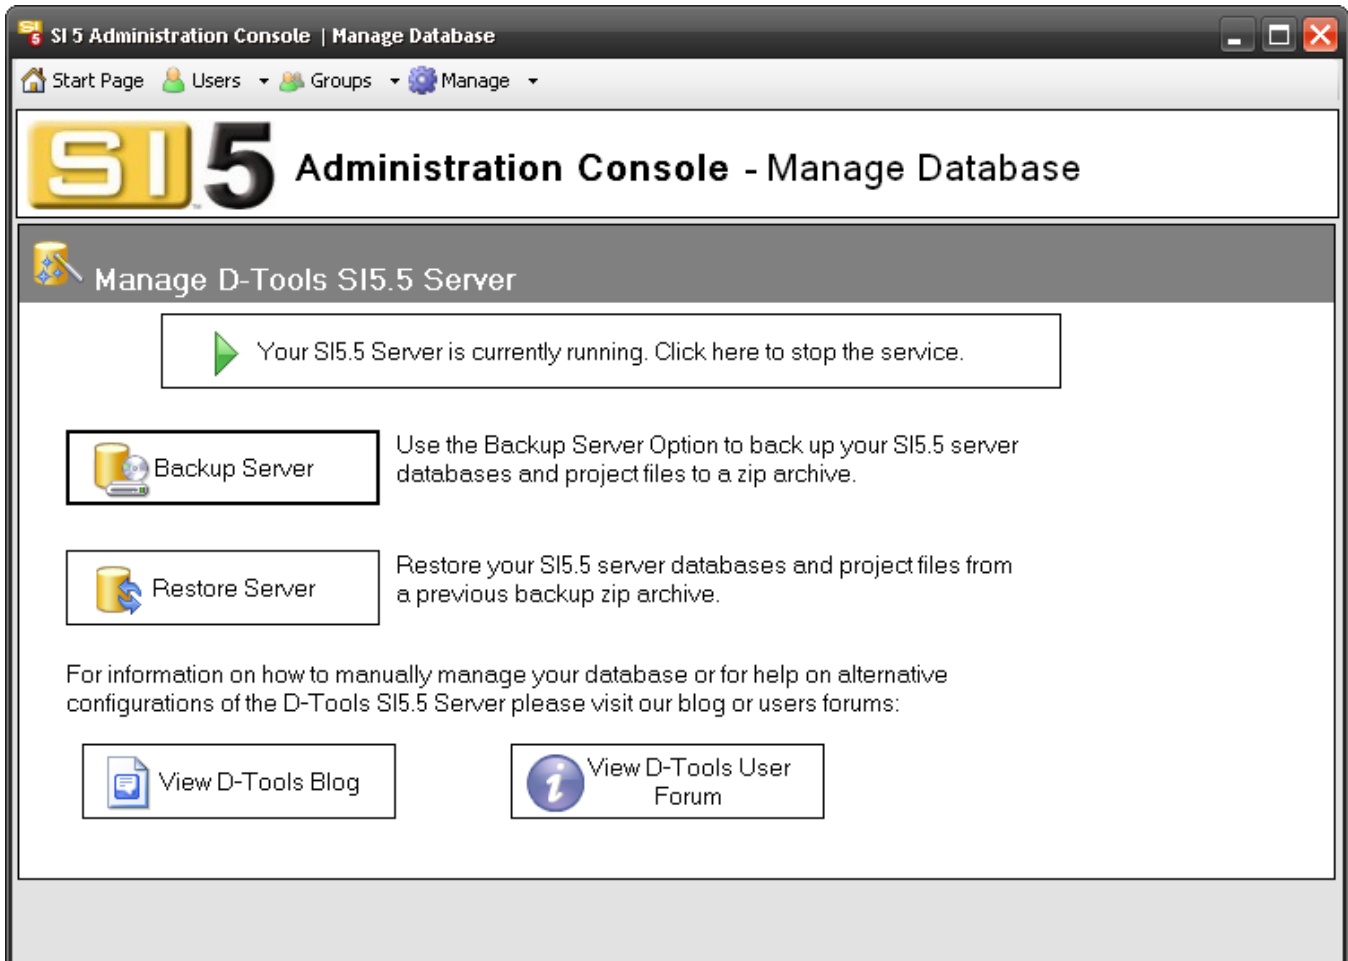 SI 5 SI 5 Administration Console | Manage Database
Start Page Users Groups Manage
SI 5 ™ Administration Console - Manage Database
Manage D-Tools SI5.5 Server
Your SI5.5 Server is currently running. Click here to stop the service.
Backup Server
Use the Backup Server Option to back up your SI5.5 server
databases and project files to a zip archive.
Restore Server
Restore your SI5.5 server databases and project files from
a previous backup zip archive.
For information on how to manually manage your database or for help on alternative
configurations of the D-Tools SI5.5 Server please visit our blog or users forums:
View D-Tools Blog
i View D-Tools User
Forum